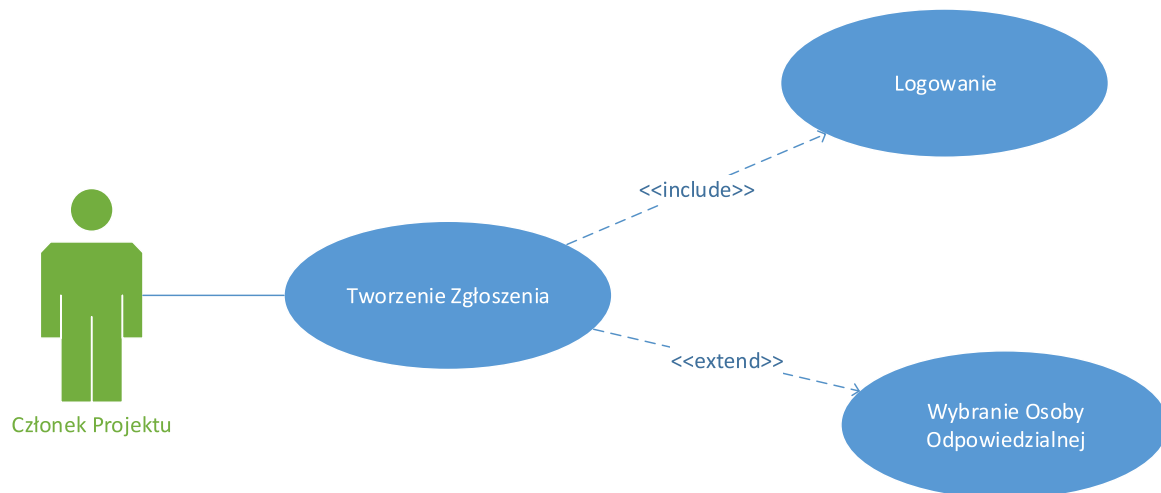 Logowanie
<<include>>
Tworzenie Zgłoszenia
<<extend>>
Wybranie Osoby
Odpowiedzialnej
Członek Projektu